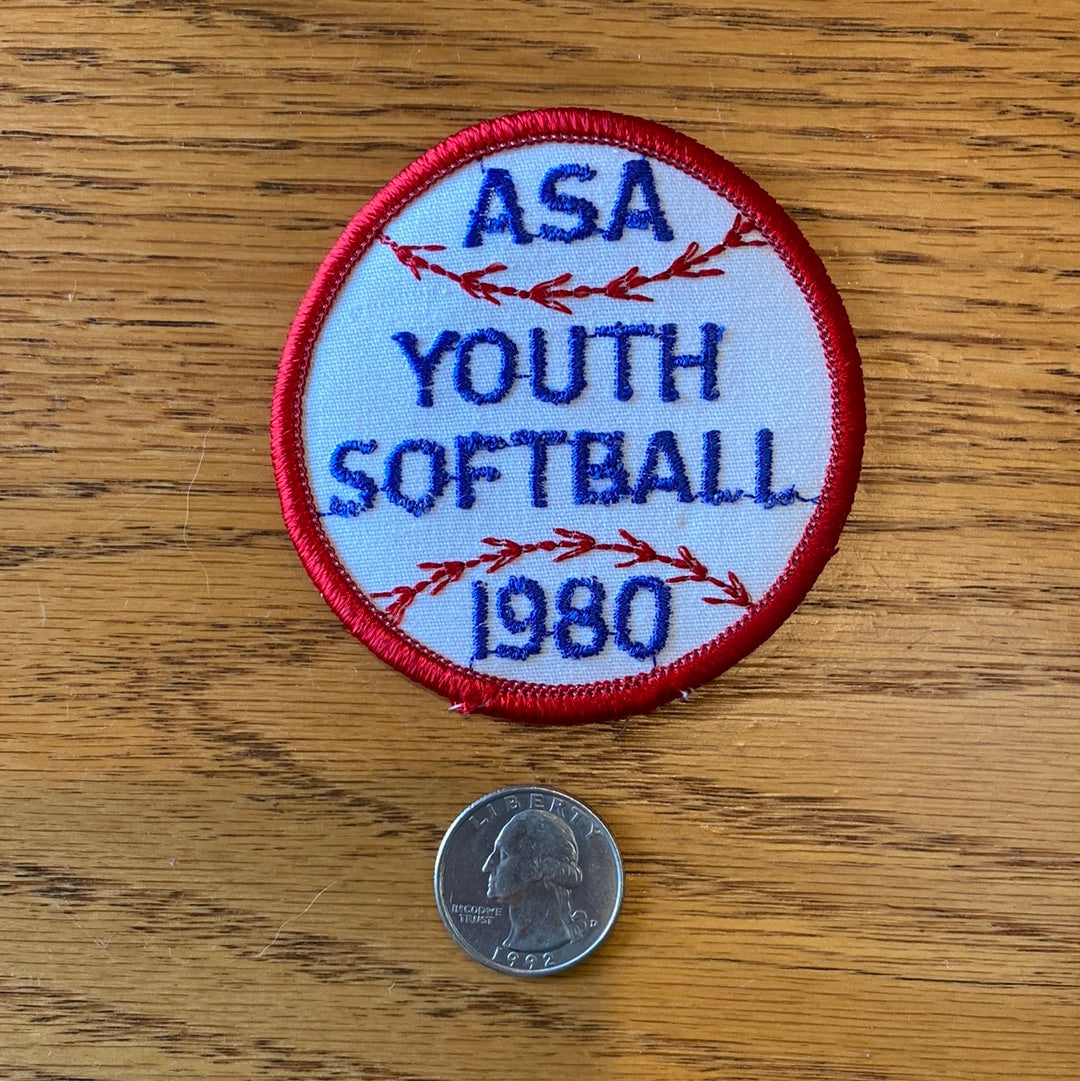 ASA
YOUTH
SOFTBALL
1980
LIBERTY
IN GOD WE
TRUST
D
1992